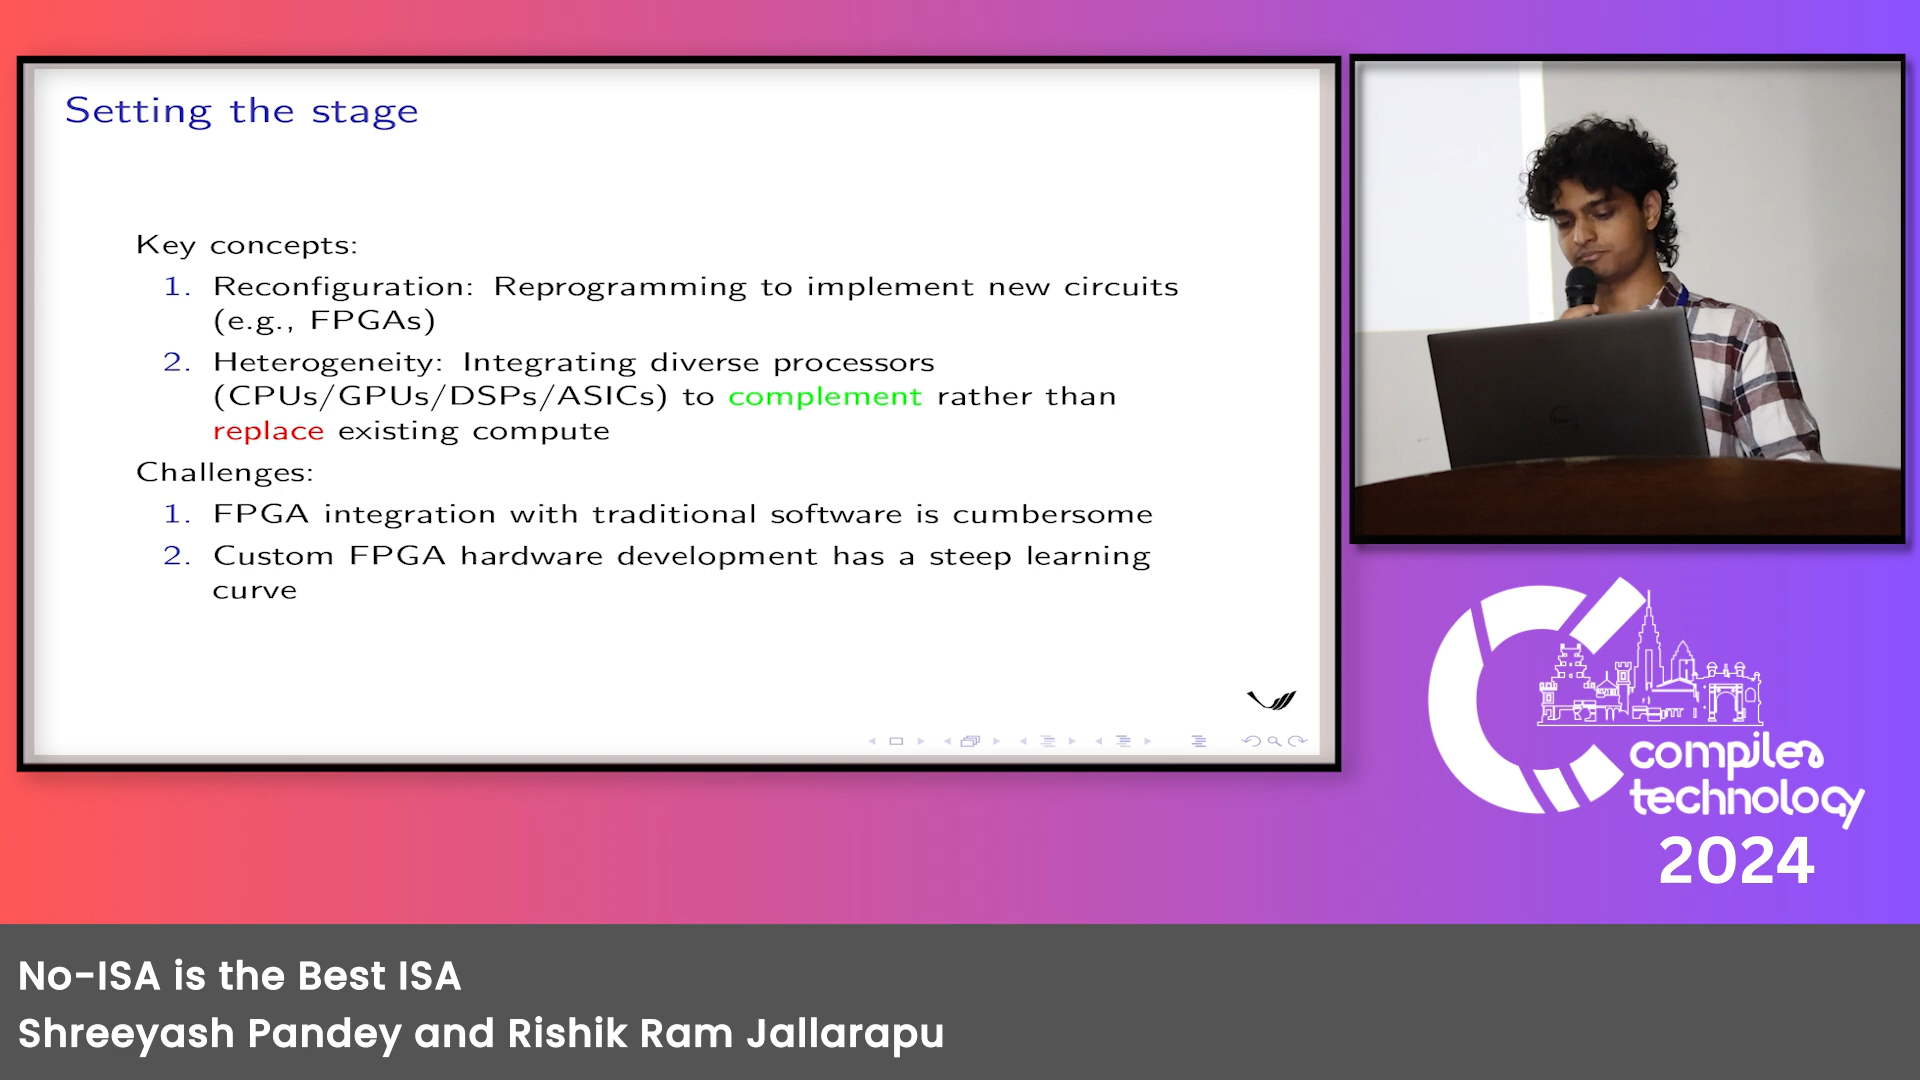 Setting the stage
Key concepts:
1. Reconfiguration: Reprogramming to implement new circuits
(e.g., FPGAs)
2. Heterogeneity: Integrating diverse processors
(CPUs/GPUs/DSPs/ASICs) to complement rather than
replace existing compute
Challenges:
1. FPGA integration with traditional software is cumbersome
2. Custom FPGA hardware development has a steep learning
curve
compiler
technology
2024
No-ISA is the Best ISA
Shreeyash Pandey and Rishik Ram Jallarapu